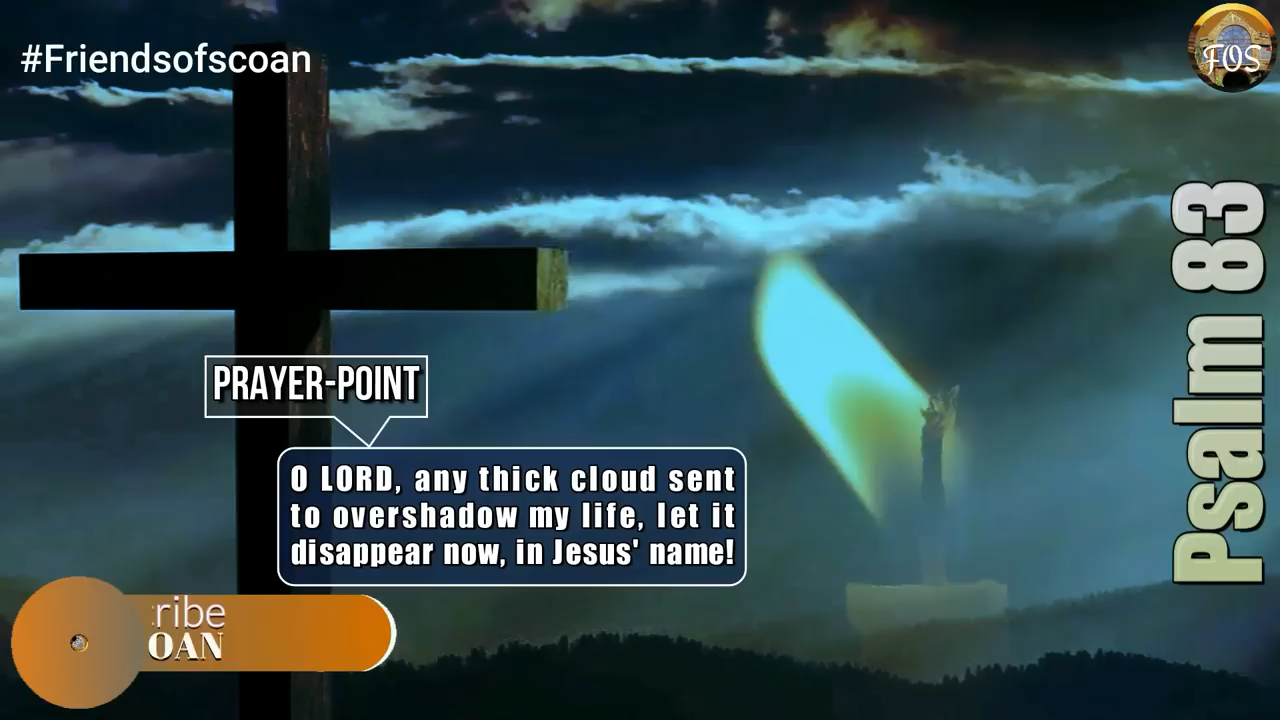 #Friendsofscoan
FOS
Psalm 83
PRAYER-POINT
O LORD, any thick cloud sent
to overshadow my life, let it
disappear now, in Jesus' name!
ribe
OAN